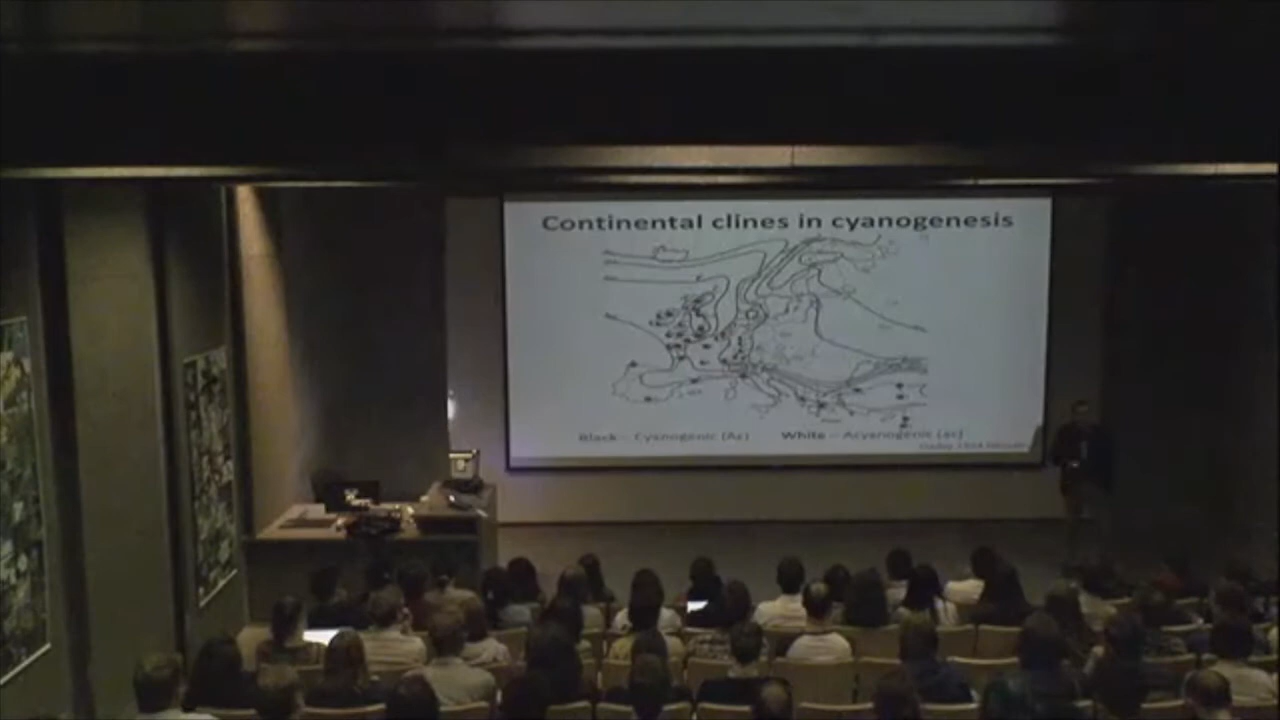 Continental clines in cyanogenesis
Black – Cyanogenic (Ac) White – Acyanogenic (ac)